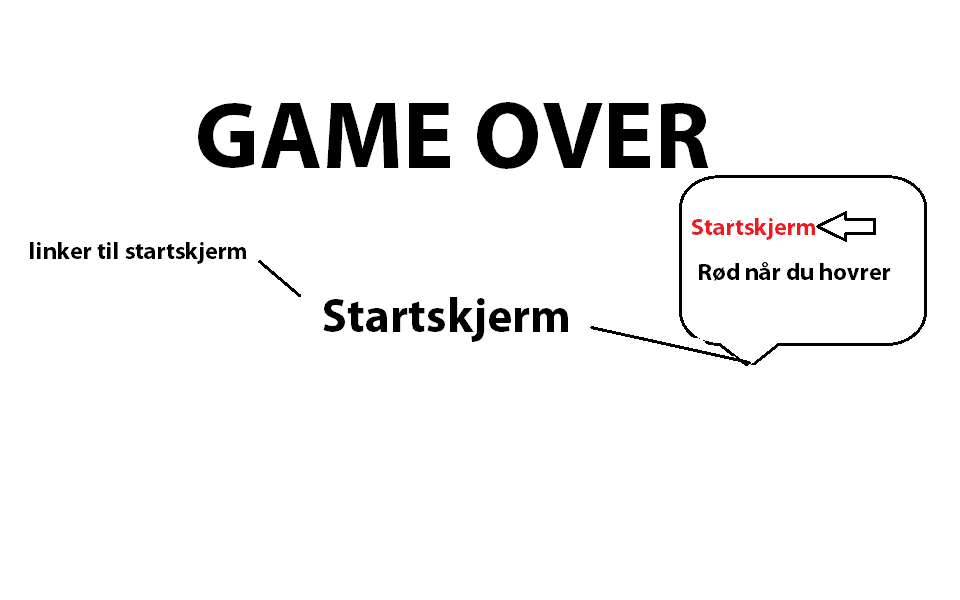 GAME OVER
Startskjerm
Rød når du hovrer
linker til startskjerm
Startskjerm